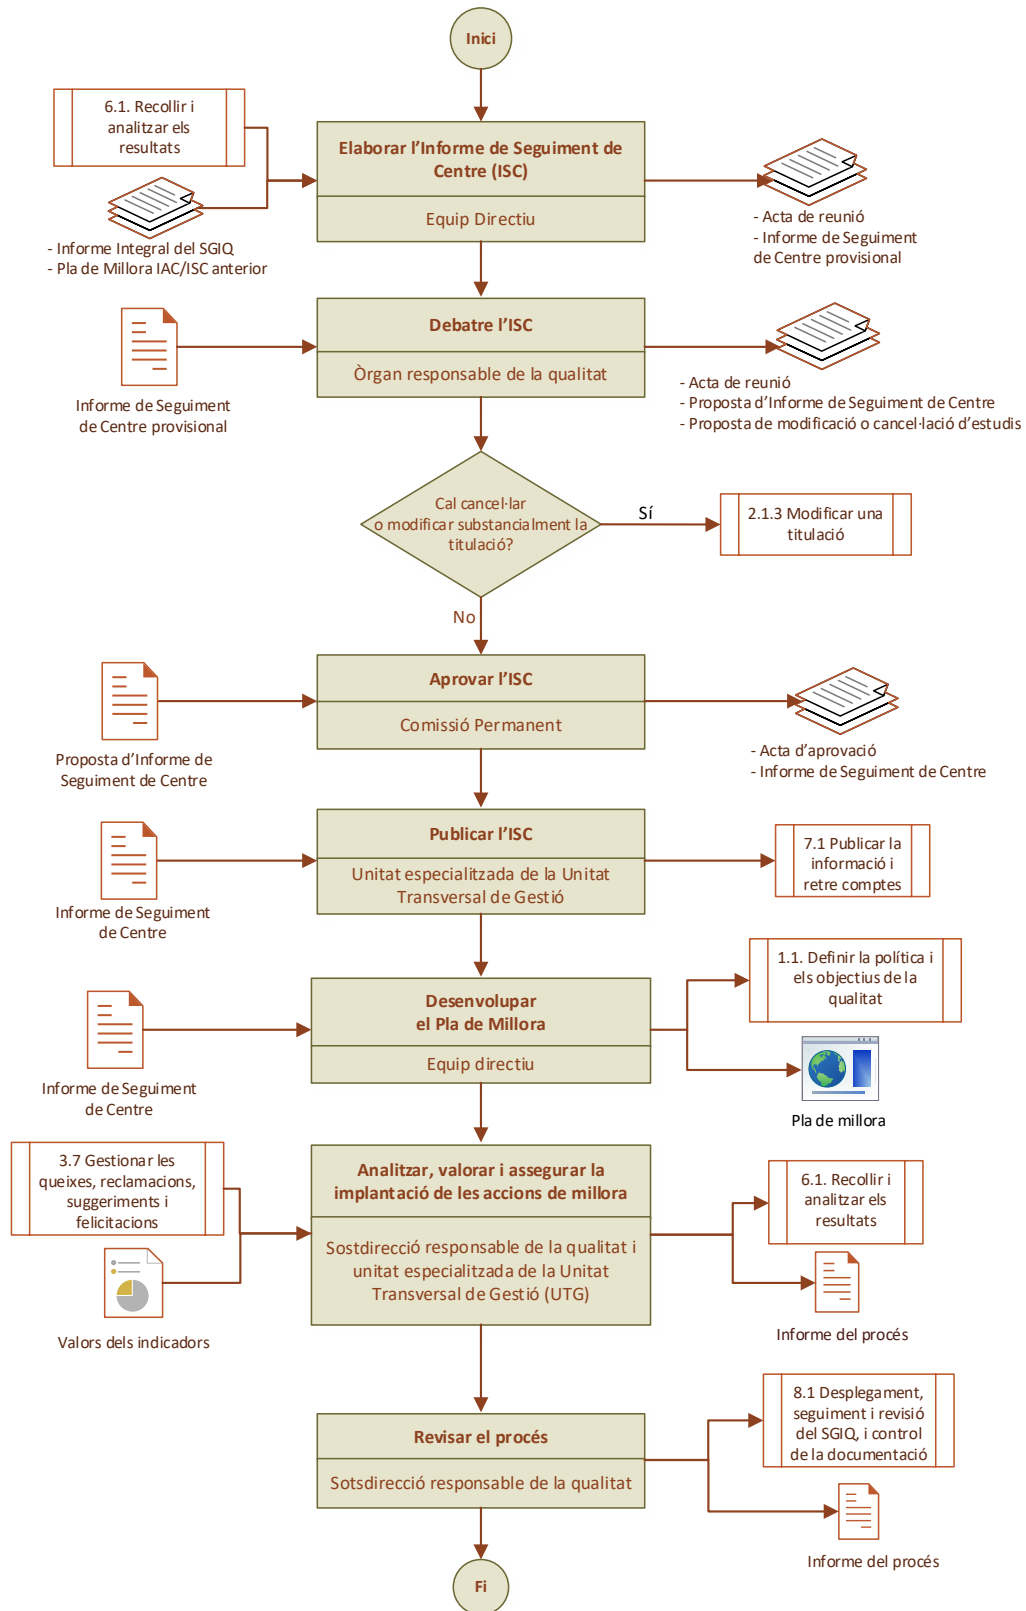 Inici
6.1. Recollir i
analitzar els
resultats
- Informe Integral del SGIQ
- Pla de Millora IAC/ISC anterior
Elaborar l'Informe de Seguiment de
Centre (ISC)
Equip Directiu
- Acta de reunió
- Informe de Seguiment
de Centre provisional
Informe de Seguiment
de Centre provisional
Debatre l'ISC
Òrgan responsable de la qualitat
- Acta de reunió
- Proposta d'Informe de Seguiment de Centre
- Proposta de modificació o cancel·lació d'estudis
Cal cancel·lar
o modificar substancialment la
titulació?
Sí
2.1.3 Modificar una
titulació
No
Proposta d'Informe de
Seguiment de Centre
Aprovar l'ISC
Comissió Permanent
- Acta d'aprovació
- Informe de Seguiment de Centre
Informe de Seguiment
de Centre
Publicar l'ISC
Unitat especialitzada de la Unitat
Transversal de Gestió
7.1 Publicar la
informació i
retre comptes
Informe de Seguiment
de Centre
Desenvolupar
el Pla de Millora
Equip directiu
1.1. Definir la política i
els objectius de la
qualitat
Pla de millora
3.7 Gestionar les
queixes, reclamacions,
suggeriments i
felicitacions
Valors dels indicadors
Analitzar, valorar i assegurar la
implantació de les accions de millora
Sostdirecció responsable de la qualitat i
unitat especialitzada de la Unitat
Transversal de Gestió (UTG)
6.1. Recollir i
analitzar els
resultats
Informe del procés
Revisar el procés
Sotsdirecció responsable de la qualitat
8.1 Desplegament,
seguiment i revisió
del SGIQ, i control
de la documentació
Informe del procés
Fi